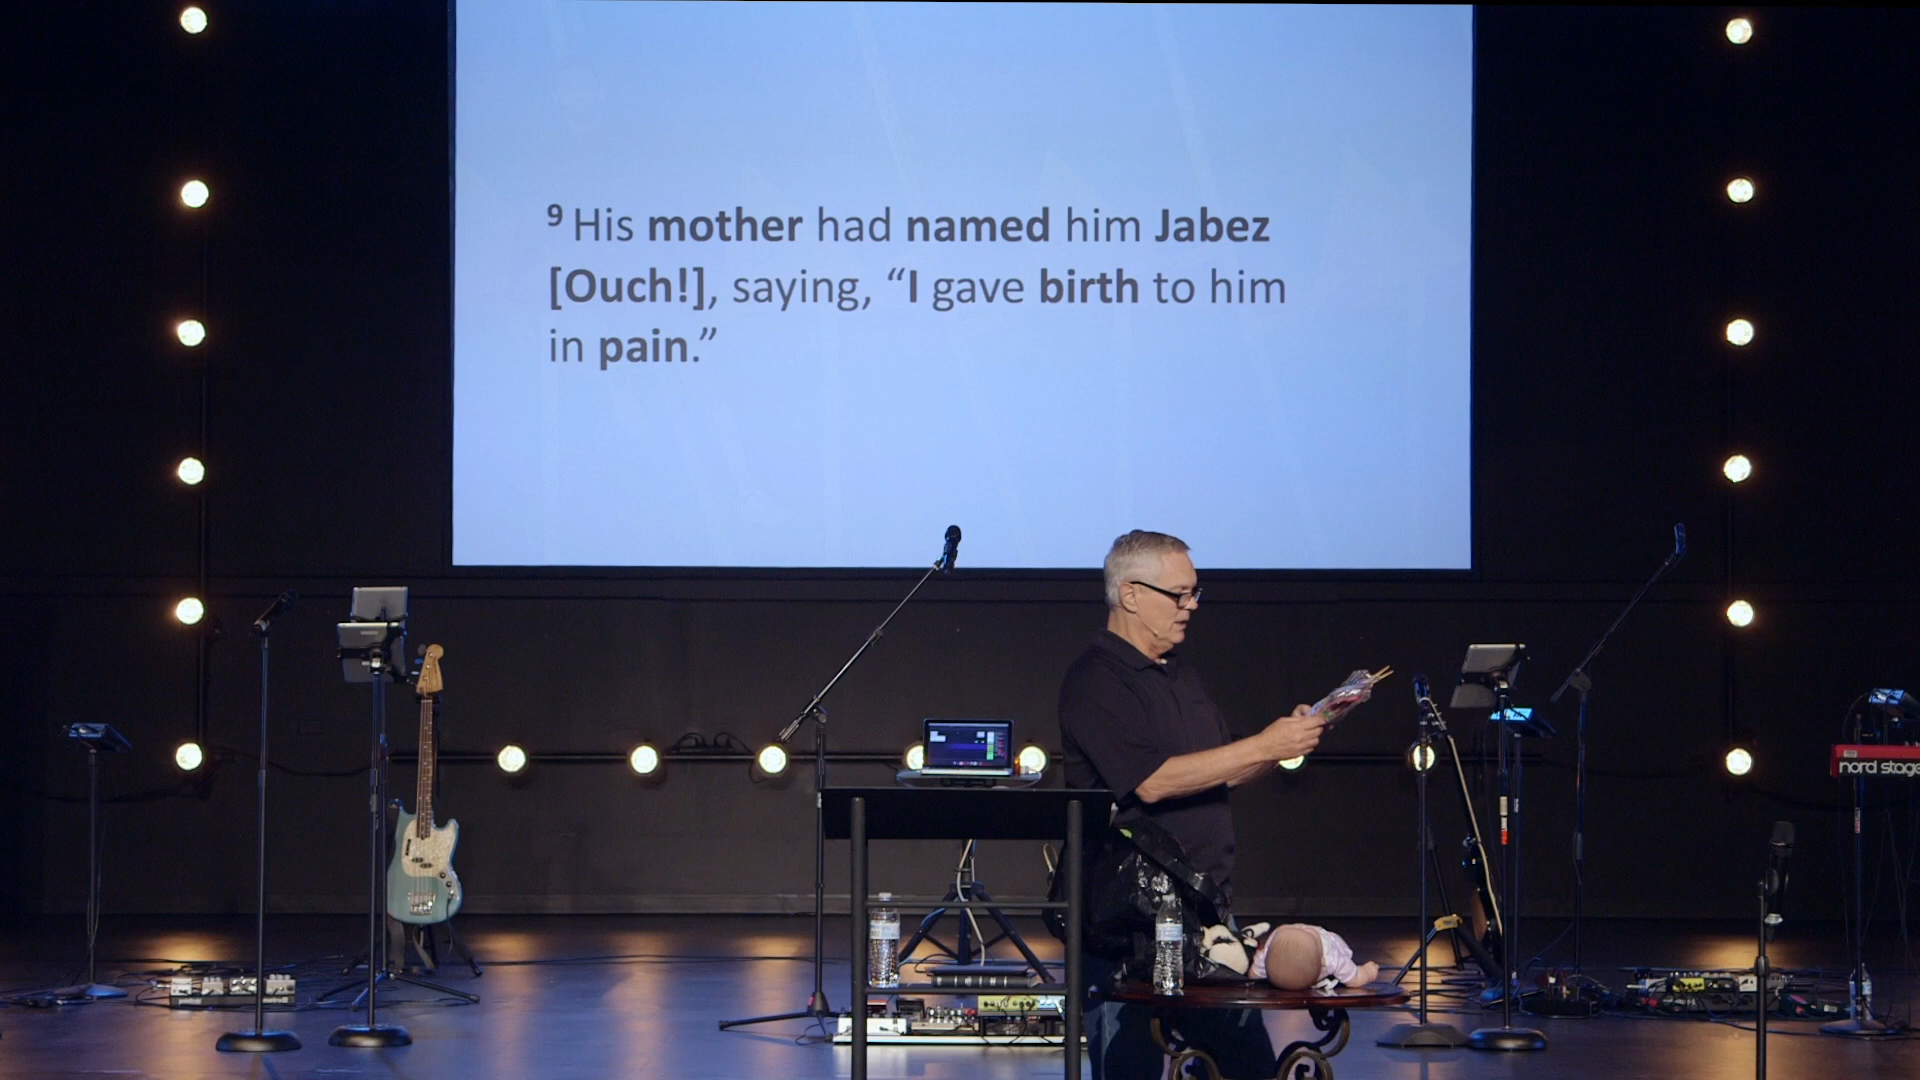 ⁹ His mother had named him Jabez
[Ouch!], saying, “I gave birth to him
in pain.”
nord stage